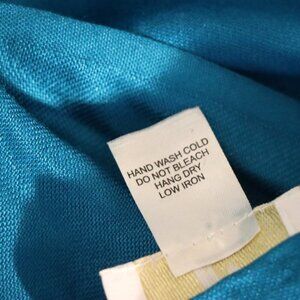 HAND WASH COLD
DO NOT BLEACH
HANG DRY
LOW IRON